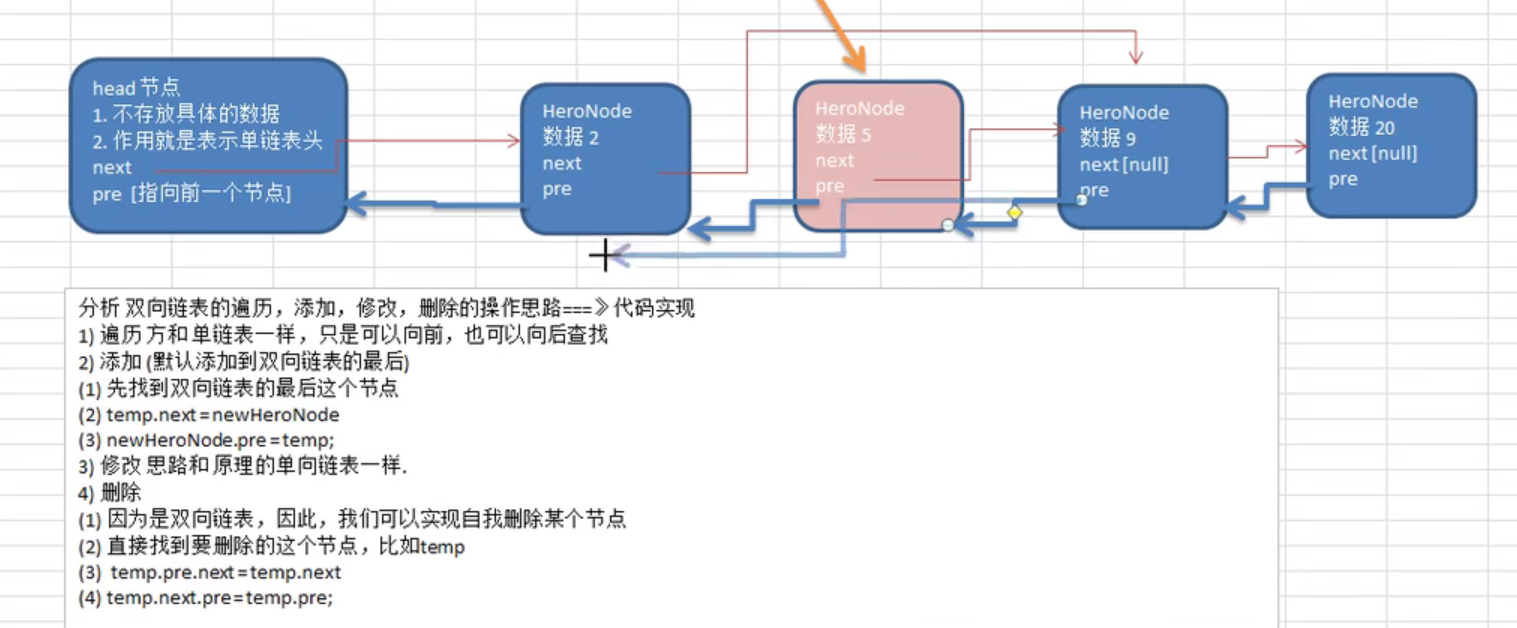 head 节点
1. 不存放具体的数据
2. 作用就是表示单链表头
next
pre [指向前一个节点]
HeroNode
数据 2
next
pre
HeroNode
数据 5
next
pre
HeroNode
数据 9
next [null]
pre
HeroNode
数据 20
next [null]
pre
分析 双向链表的遍历，添加，修改，删除的操作思路===》代码实现
1) 遍历 方和 单链表一样，只是可以向前，也可以向后查找
2) 添加 (默认添加到双向链表的最后)
(1) 先找到双向链表的最后这个节点
(2) temp.next = newHeroNode
(3) newHeroNode.pre = temp;
3) 修改 思路和 原理的单向链表一样.
4) 删除
(1) 因为是双向链表，因此，我们可以实现自我删除某个节点
(2) 直接找到要删除的这个节点，比如temp
(3) temp.pre.next = temp.next
(4) temp.next.pre = temp.pre;